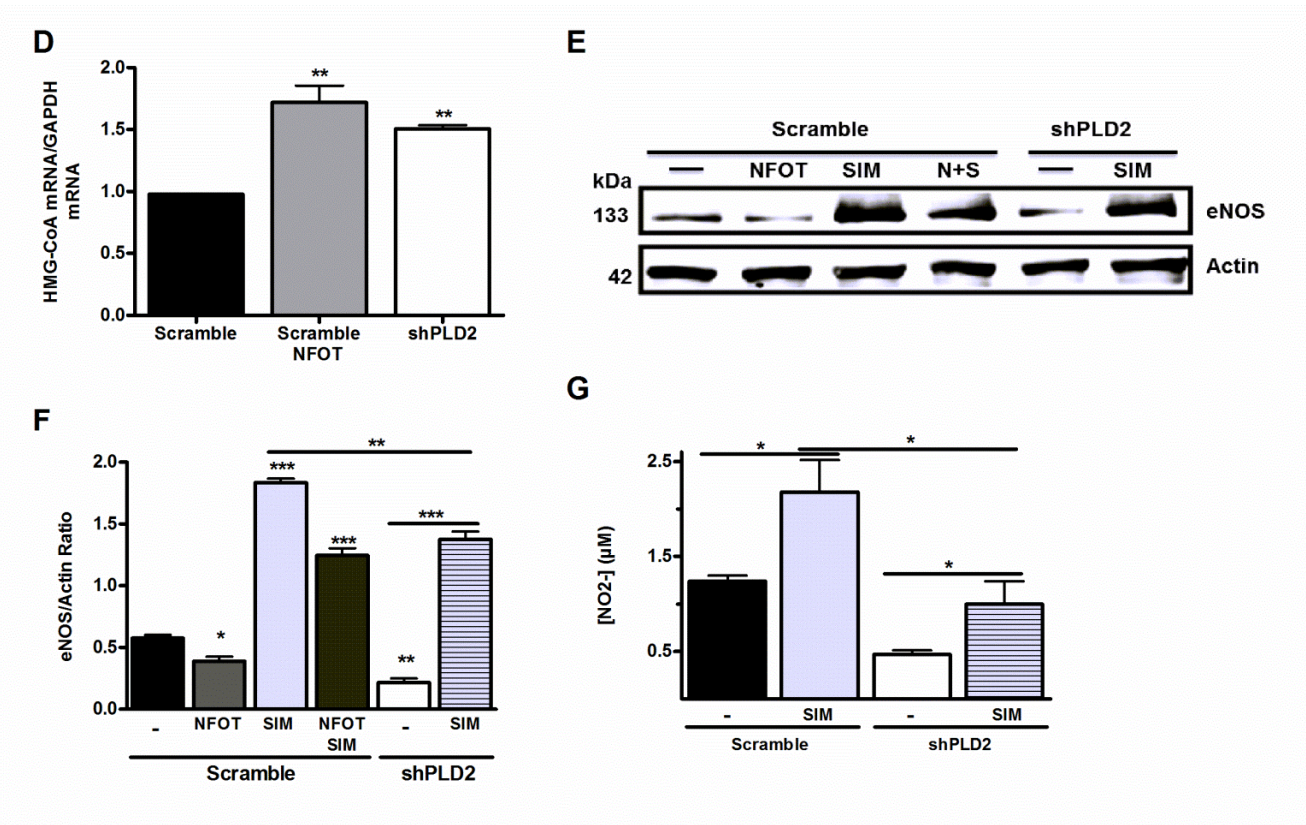 D
HMG-CoA mRNA/GAPDH
mRNA
2.0
1.5
1.0
0.5
0.0
**
**
Scramble
Scramble
NFOT
shPLD2
E
Scramble
shPLD2
— NFOT SIM N+S — SIM
kDa
133
eNOS
42
Actin
F
eNOS/Actin Ratio
2.0
1.5
1.0
0.5
0.0
**
***
***
***
*
**
- NFOT SIM NFOT - SIM
SIM
Scramble
shPLD2
G
[NO2-] (µM)
2.5
1.5
0.5
*
*
*
- SIM - SIM
Scramble
shPLD2